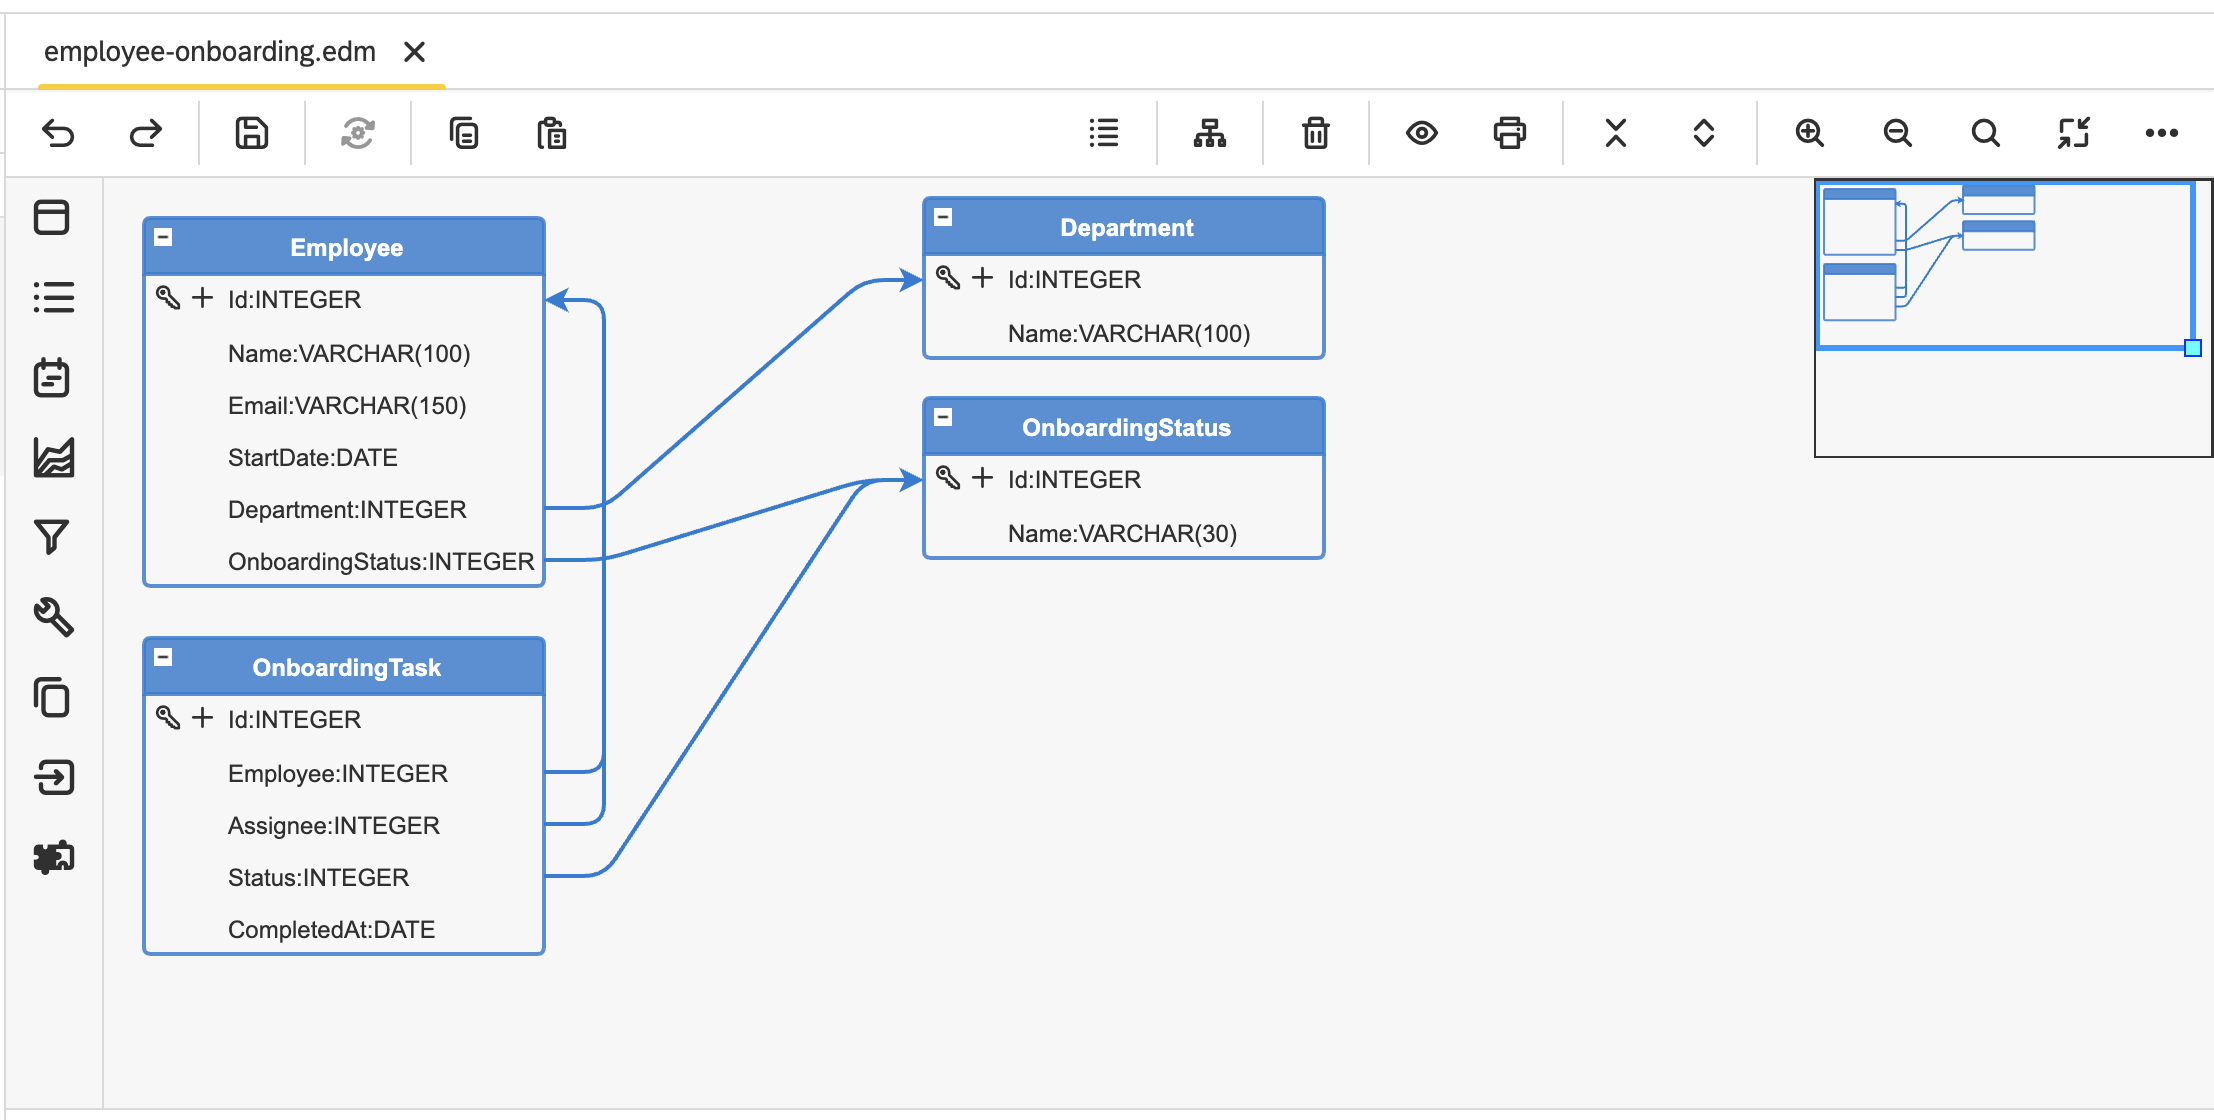 employee-onboarding.edm
Employee
Id:INTEGER
Name:VARCHAR(100)
Email:VARCHAR(150)
StartDate:DATE
Department:INTEGER
OnboardingStatus:INTEGER
OnboardingTask
Id:INTEGER
Employee:INTEGER
Assignee:INTEGER
Status:INTEGER
CompletedAt:DATE
Department
Id:INTEGER
Name:VARCHAR(100)
OnboardingStatus
Id:INTEGER
Name:VARCHAR(30)